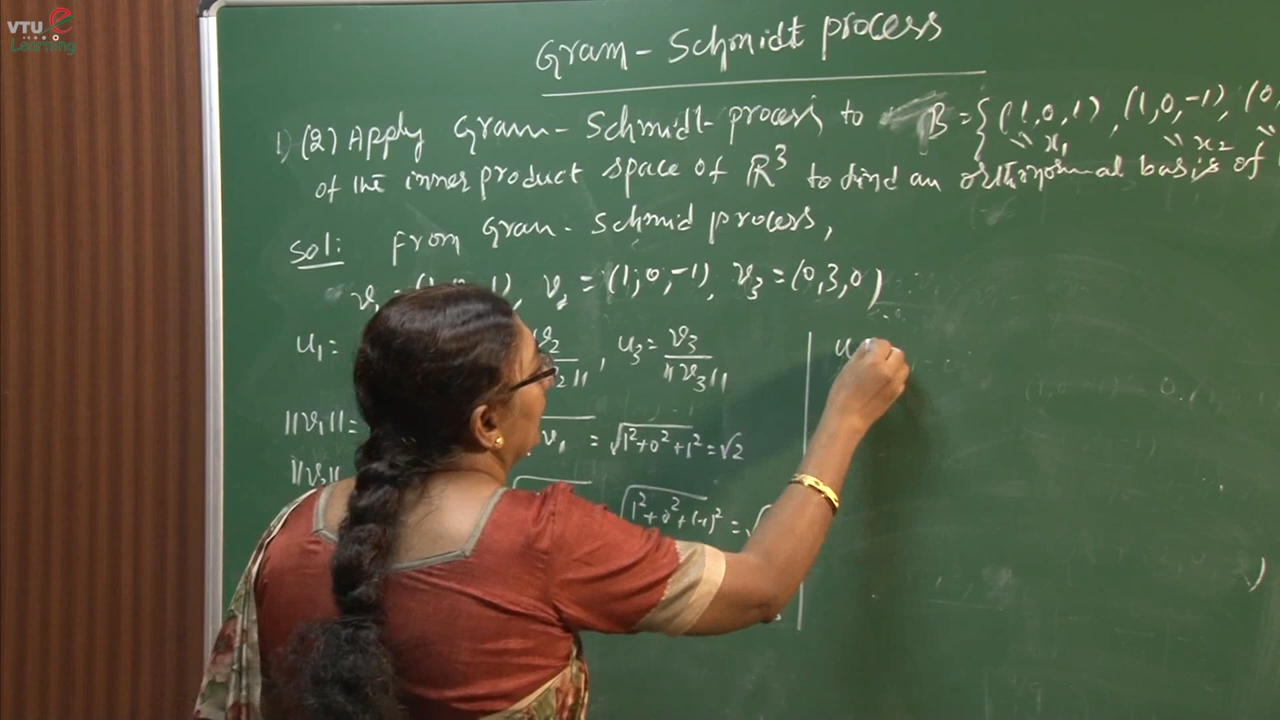 VTU e
Learning
Gram - Schmidt process
1) (2) Apply Gram - Schmidt process to B = { (1,0,1), (1,0,-1), (0,
" x₁ " x₂ "
of the inner product space of R³ to find an orthonormal basis of
Sol: From Gram - Schmid process,
v₂ = (1,0,-1), v₃ = (0,3,0)
u₁ = , u₃ = v₃ / ||v₃||
||v₁|| = v₁ = √1²+0²+1² = √2
√1²+0²+(-1)² = √
u